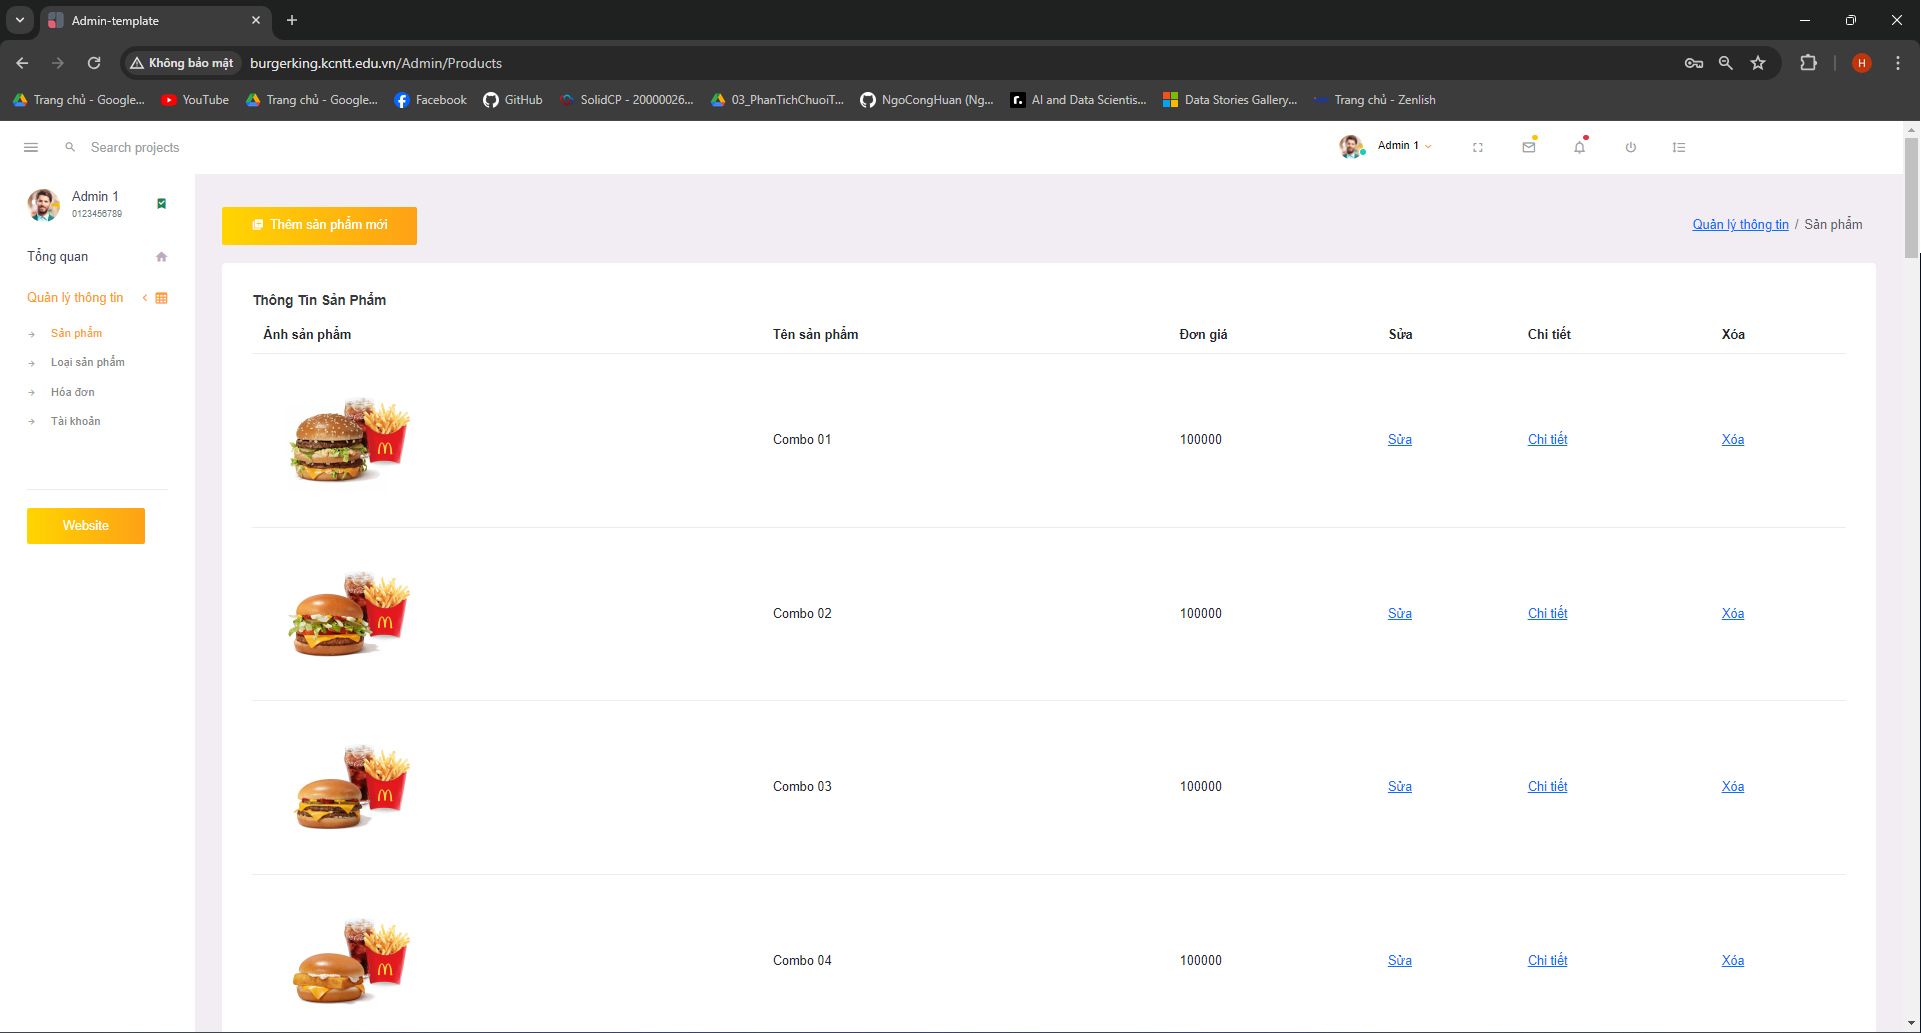 Admin-template
Không bảo mật
burgerking.kcntt.edu.vn/Admin/Products
H
Trang chủ - Google...
YouTube
Trang chủ - Google...
Facebook
GitHub
SolidCP - 20000026...
03_PhanTichChuoiT...
NgoCongHuan (Ng...
AI and Data Scientis...
Data Stories Gallery...
Trang chủ - Zenlish
Search projects
Admin 1
Admin 1
0123456789
Tổng quan
Quản lý thông tin
Sản phẩm
Loại sản phẩm
Hóa đơn
Tài khoản
Website
Thêm sản phẩm mới
Quản lý thông tin / Sản phẩm
Thông Tin Sản Phẩm
Ảnh sản phẩm Tên sản phẩm Đơn giá Sửa Chi tiết Xóa
Combo 01 100000 Sửa Chi tiết Xóa
Combo 02 100000 Sửa Chi tiết Xóa
Combo 03 100000 Sửa Chi tiết Xóa
Combo 04 100000 Sửa Chi tiết Xóa